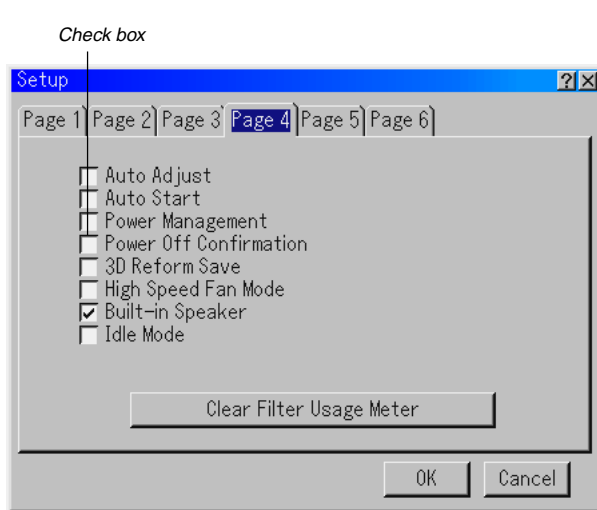 Check box
Setup ? ×
Page 1 Page 2 Page 3 Page 4 Page 5 Page 6
Auto Adjust
Auto Start
Power Management
Power Off Confirmation
3D Reform Save
High Speed Fan Mode
Built-in Speaker
Idle Mode
Clear Filter Usage Meter
OK Cancel